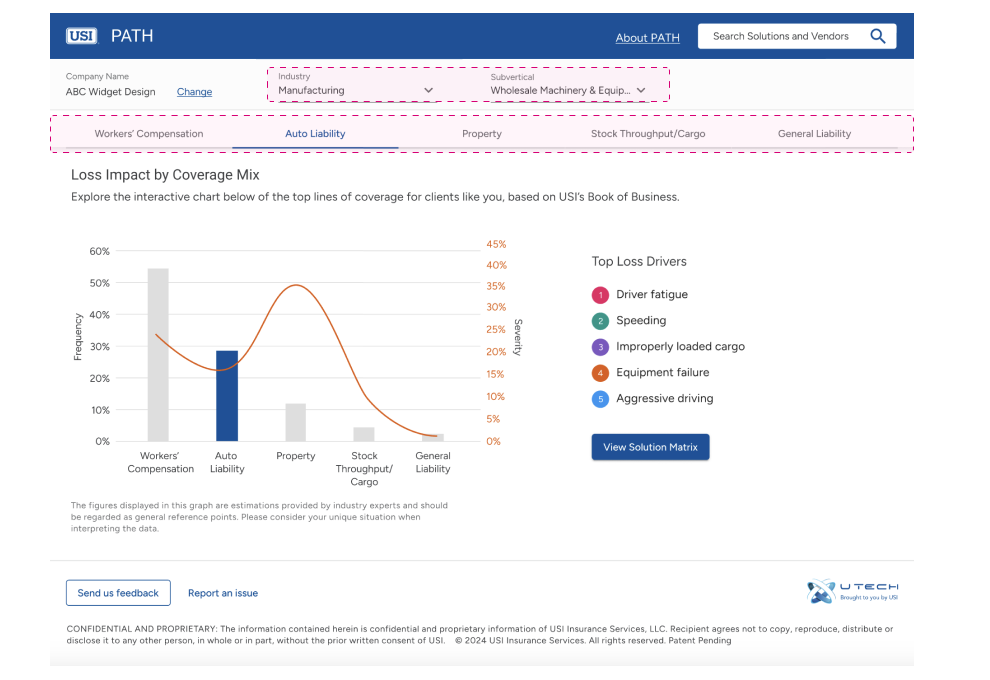 USI PATH
About PATH
Search Solutions and Vendors
Company Name
ABC Widget Design Change
Industry
Manufacturing
Subvertical
Wholesale Machinery & Equip...
Workers' Compensation Auto Liability Property Stock Throughput/Cargo General Liability
Loss Impact by Coverage Mix
Explore the interactive chart below of the top lines of coverage for clients like you, based on USI's Book of Business.
Frequency
60%
50%
40%
30%
20%
10%
0%
45%
40%
35%
30%
25%
20%
15%
10%
5%
0%
Severity
Workers'
Compensation
Auto
Liability
Property
Stock
Throughput/
Cargo
General
Liability
The figures displayed in this graph are estimations provided by industry experts and should
be regarded as general reference points. Please consider your unique situation when
interpreting the data.
Top Loss Drivers
1 Driver fatigue
2 Speeding
3 Improperly loaded cargo
4 Equipment failure
5 Aggressive driving
View Solution Matrix
Send us feedback Report an issue
U TECH
Brought to you by USI
CONFIDENTIAL AND PROPRIETARY: The information contained herein is confidential and proprietary information of USI Insurance Services, LLC. Recipient agrees not to copy, reproduce, distribute or
disclose it to any other person, in whole or in part, without the prior written consent of USI. © 2024 USI Insurance Services. All rights reserved. Patent Pending